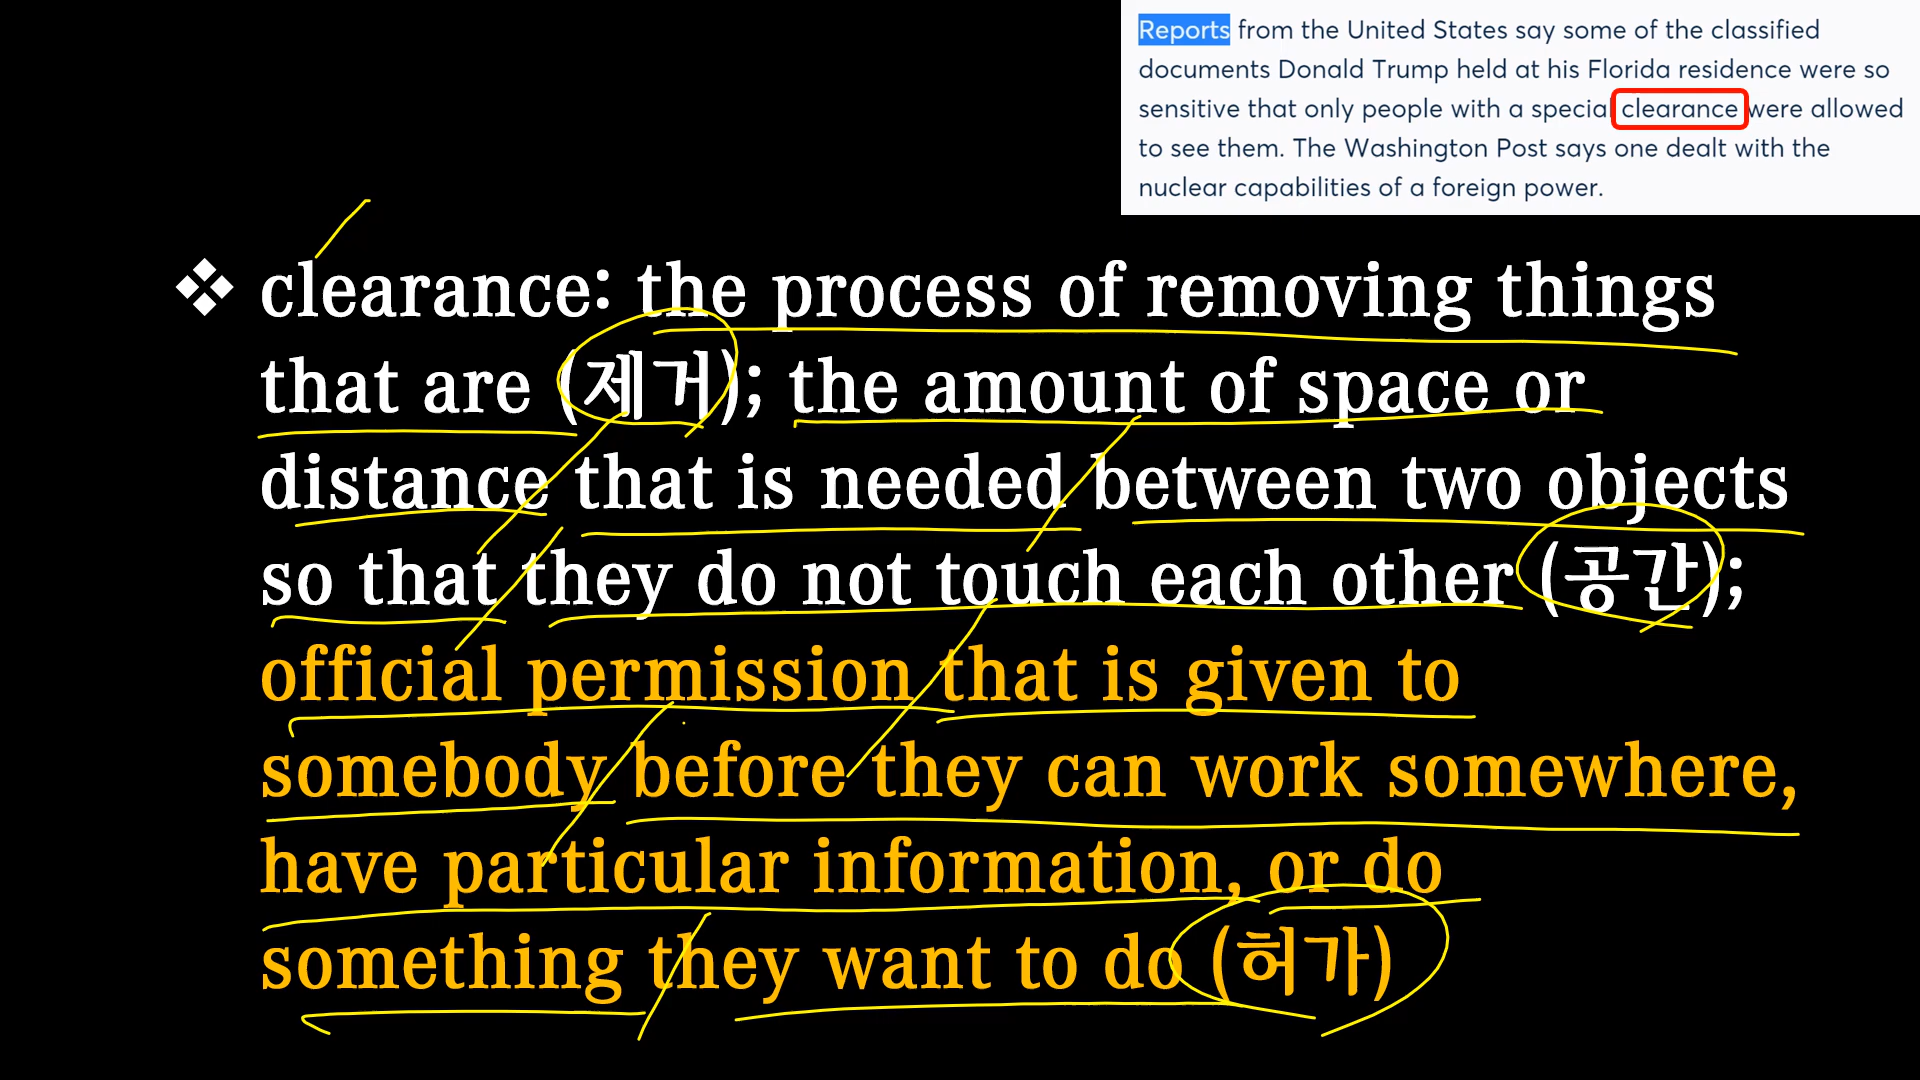 Reports from the United States say some of the classified
documents Donald Trump held at his Florida residence were so
sensitive that only people with a special clearance were allowed
to see them. The Washington Post says one dealt with the
nuclear capabilities of a foreign power.
❖ clearance: the process of removing things
that are (제거); the amount of space or
distance that is needed between two objects
so that they do not touch each other (공간);
official permission that is given to
somebody before they can work somewhere,
have particular information, or do
something they want to do (허가)